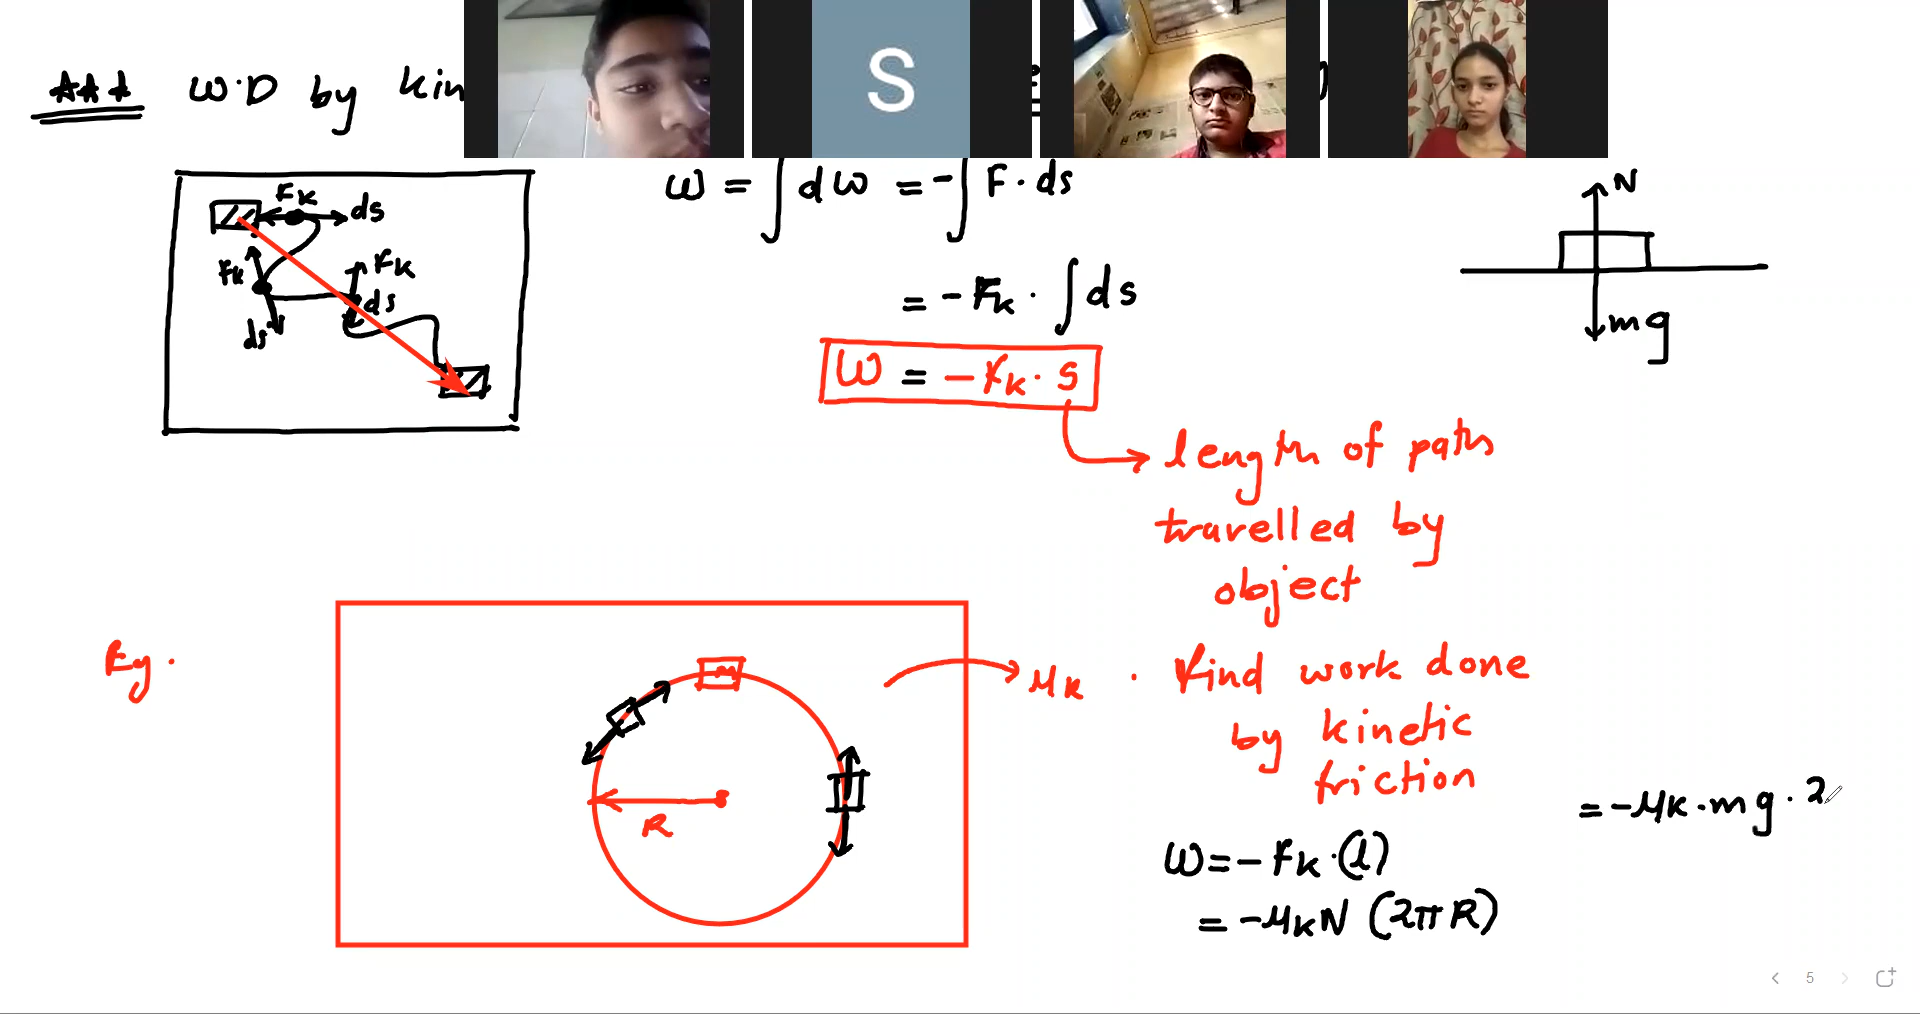 W.D by kin
S
W = ∫ dW = -∫ F · ds
= - Fk · ∫ ds
W = - fk · s
length of path
travelled by
object
Fk
ds
Fk
ds
Fk
ds
N
mg
Eg.
m
R
μk . Find work done
by kinetic
friction
W = - Fk · (l)
= - μk N (2πR)
= - μk · mg · 2
5